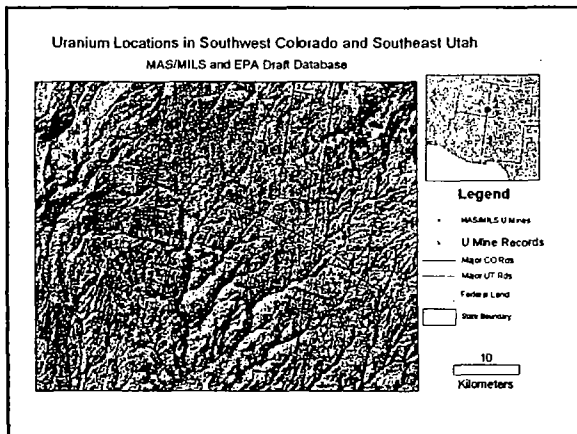 Uranium Locations in Southwest Colorado and Southeast Utah
MAS/MILS and EPA Draft Database
Legend
MAS/MILS U Mines
U Mine Records
Major CO Rds
Major UT Rds
Federal Land
State Boundary
10
Kilometers